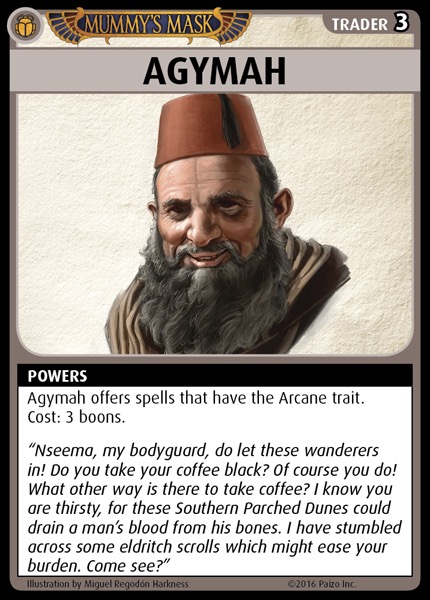 MUMMY'S MASK
TRADER 3
AGYMAH
POWERS
Agymah offers spells that have the Arcane trait.
Cost: 3 boons.
“Nseema, my bodyguard, do let these wanderers
in! Do you take your coffee black? Of course you do!
What other way is there to take coffee? I know you
are thirsty, for these Southern Parched Dunes could
drain a man’s blood from his bones. I have stumbled
across some eldritch scrolls which might ease your
burden. Come see?”
Illustration by Miguel Regodón Harkness ©2016 Paizo Inc.